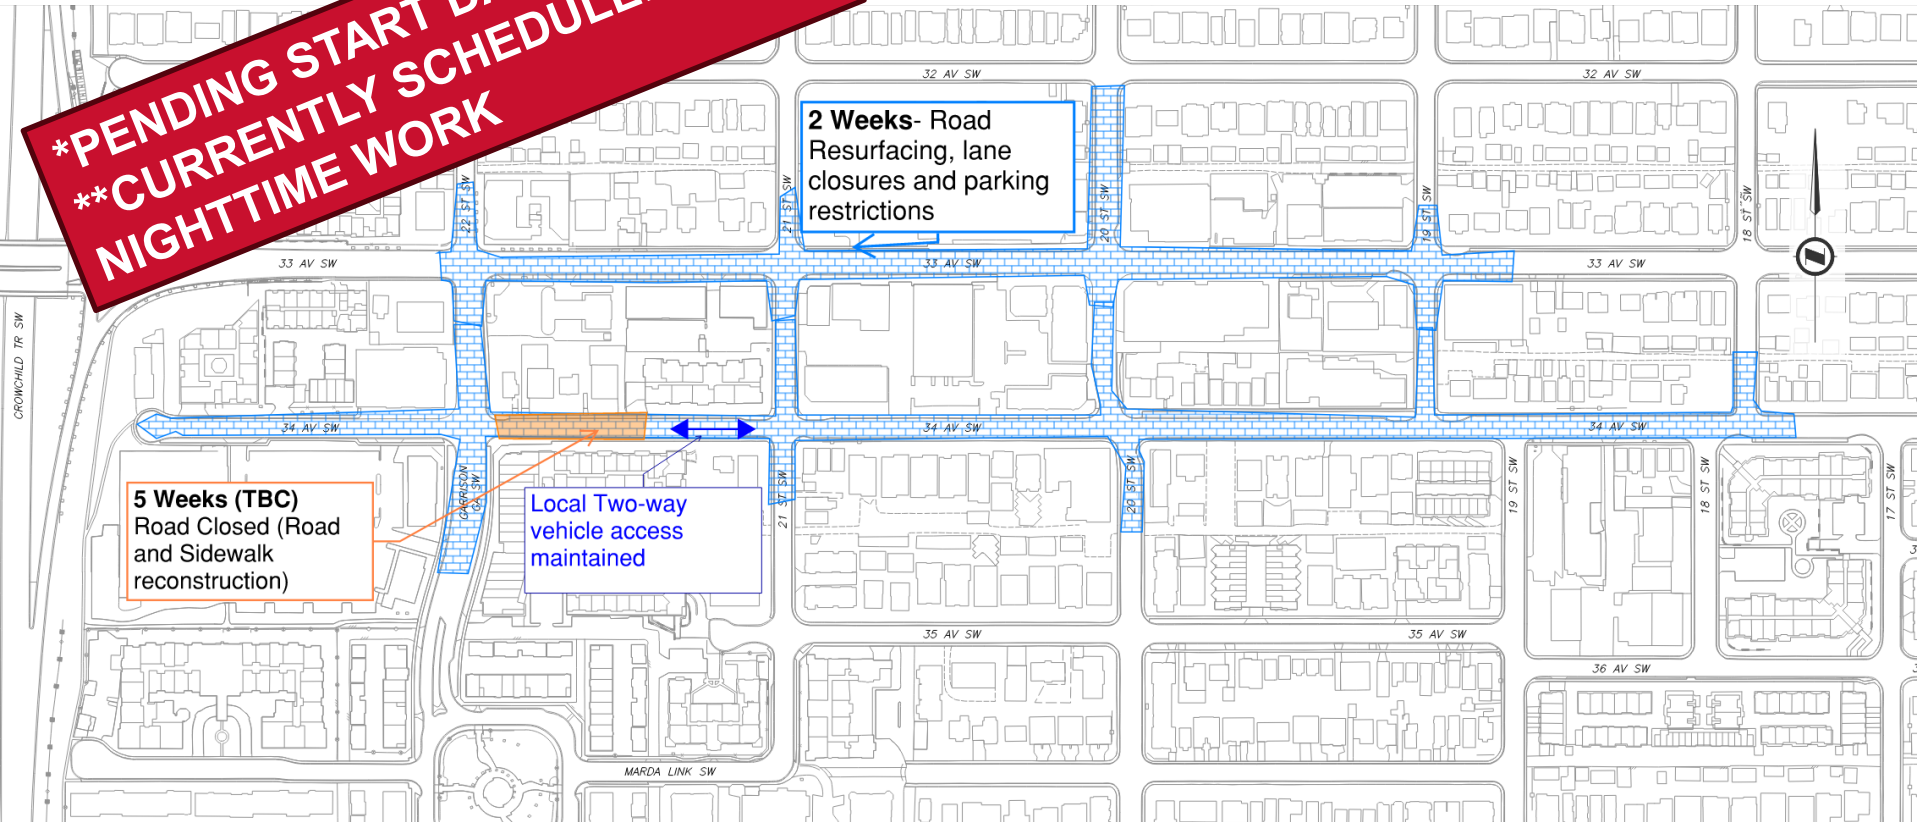 *PENDING START
**CURRENTLY
NIGHTTIME WORK
32 AV SW
32 AV SW
2 Weeks- Road
Resurfacing, lane
closures and parking
restrictions
22 ST SW
21 ST SW
20 ST SW
19 ST SW
18 ST SW
33 AV SW
33 AV SW
33 AV SW
CROWCHILD TR SW
34 AV SW
34 AV SW
34 AV SW
5 Weeks (TBC)
Road Closed (Road
and Sidewalk
reconstruction)
GARRISON
GA SW
Local Two-way
vehicle access
maintained
21 ST SW
20 ST SW
19 ST SW
18 ST SW
17 ST SW
35 AV SW
35 AV SW
36 AV SW
MARDA LINK SW